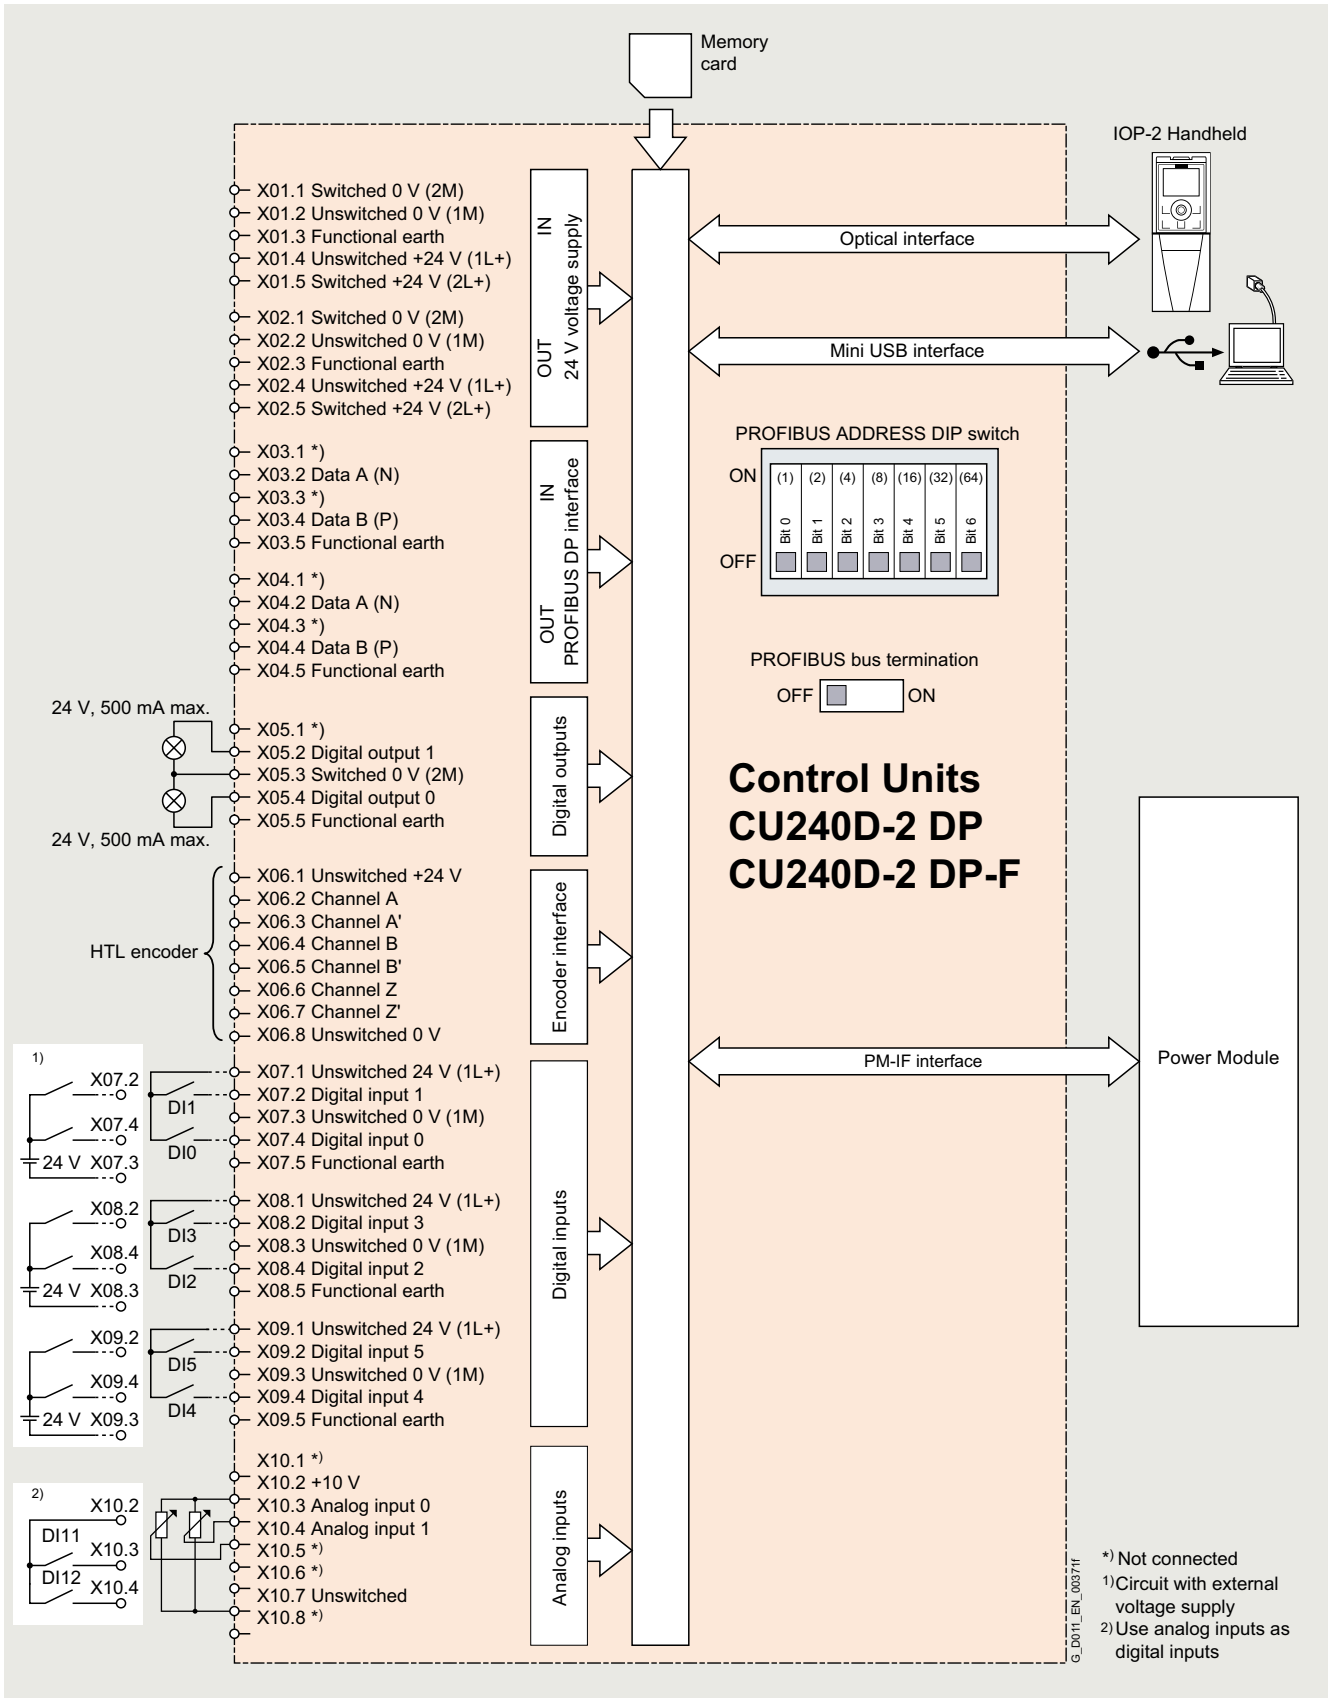 Memory
card
IOP-2 Handheld
X01.1 Switched 0 V (2M)
X01.2 Unswitched 0 V (1M)
X01.3 Functional earth
X01.4 Unswitched +24 V (1L+)
X01.5 Switched +24 V (2L+)
X02.1 Switched 0 V (2M)
X02.2 Unswitched 0 V (1M)
X02.3 Functional earth
X02.4 Unswitched +24 V (1L+)
X02.5 Switched +24 V (2L+)
OUT IN
24 V voltage supply
Optical interface
Mini USB interface
X03.1 *)
X03.2 Data A (N)
X03.3 *)
X03.4 Data B (P)
X03.5 Functional earth
X04.1 *)
X04.2 Data A (N)
X04.3 *)
X04.4 Data B (P)
X04.5 Functional earth
OUT IN
PROFIBUS DP interface
PROFIBUS ADDRESS DIP switch
ON
(1) (2) (4) (8) (16) (32) (64)
Bit 0 Bit 1 Bit 2 Bit 3 Bit 4 Bit 5 Bit 6
OFF
PROFIBUS bus termination
OFF ON
24 V, 500 mA max.
24 V, 500 mA max.
X05.1 *)
X05.2 Digital output 1
X05.3 Switched 0 V (2M)
X05.4 Digital output 0
X05.5 Functional earth
Digital outputs
Control Units
CU240D-2 DP
CU240D-2 DP-F
HTL encoder
X06.1 Unswitched +24 V
X06.2 Channel A
X06.3 Channel A'
X06.4 Channel B
X06.5 Channel B'
X06.6 Channel Z
X06.7 Channel Z'
X06.8 Unswitched 0 V
Encoder interface
PM-IF interface
Power Module
1)
X07.2
X07.4
24 V X07.3
DI1
DI0
X07.1 Unswitched 24 V (1L+)
X07.2 Digital input 1
X07.3 Unswitched 0 V (1M)
X07.4 Digital input 0
X07.5 Functional earth
X08.2
X08.4
24 V X08.3
DI3
DI2
X08.1 Unswitched 24 V (1L+)
X08.2 Digital input 3
X08.3 Unswitched 0 V (1M)
X08.4 Digital input 2
X08.5 Functional earth
X09.2
X09.4
24 V X09.3
DI5
DI4
X09.1 Unswitched 24 V (1L+)
X09.2 Digital input 5
X09.3 Unswitched 0 V (1M)
X09.4 Digital input 4
X09.5 Functional earth
Digital inputs
2)
X10.2
DI11
X10.3
DI12
X10.4
X10.1 *)
X10.2 +10 V
X10.3 Analog input 0
X10.4 Analog input 1
X10.5 *)
X10.6 *)
X10.7 Unswitched
X10.8 *)
Analog inputs
G_D011_EN_00371f
*) Not connected
1) Circuit with external
voltage supply
2) Use analog inputs as
digital inputs